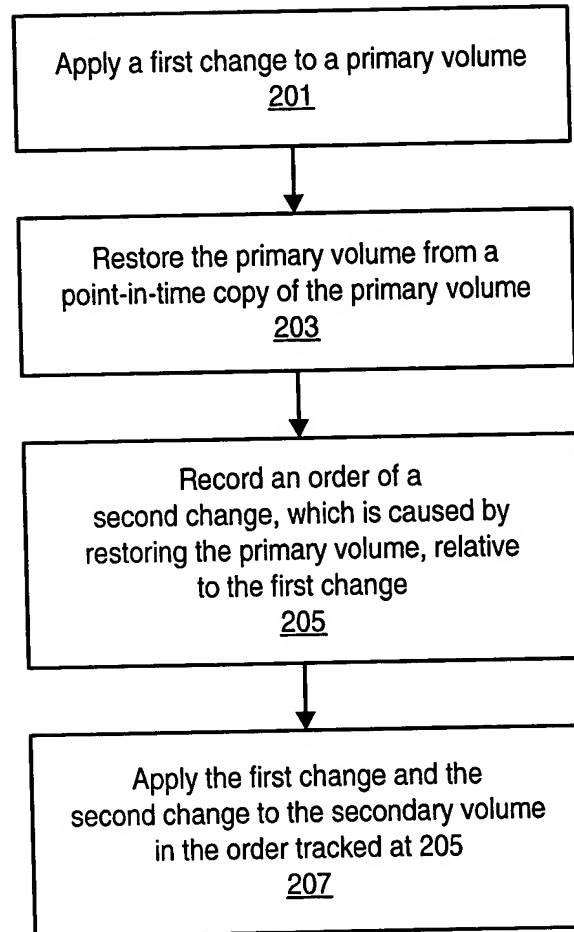 Apply a first change to a primary volume
201
Restore the primary volume from a
point-in-time copy of the primary volume
203
Record an order of a
second change, which is caused by
restoring the primary volume, relative
to the first change
205
Apply the first change and the
second change to the secondary volume
in the order tracked at 205
207